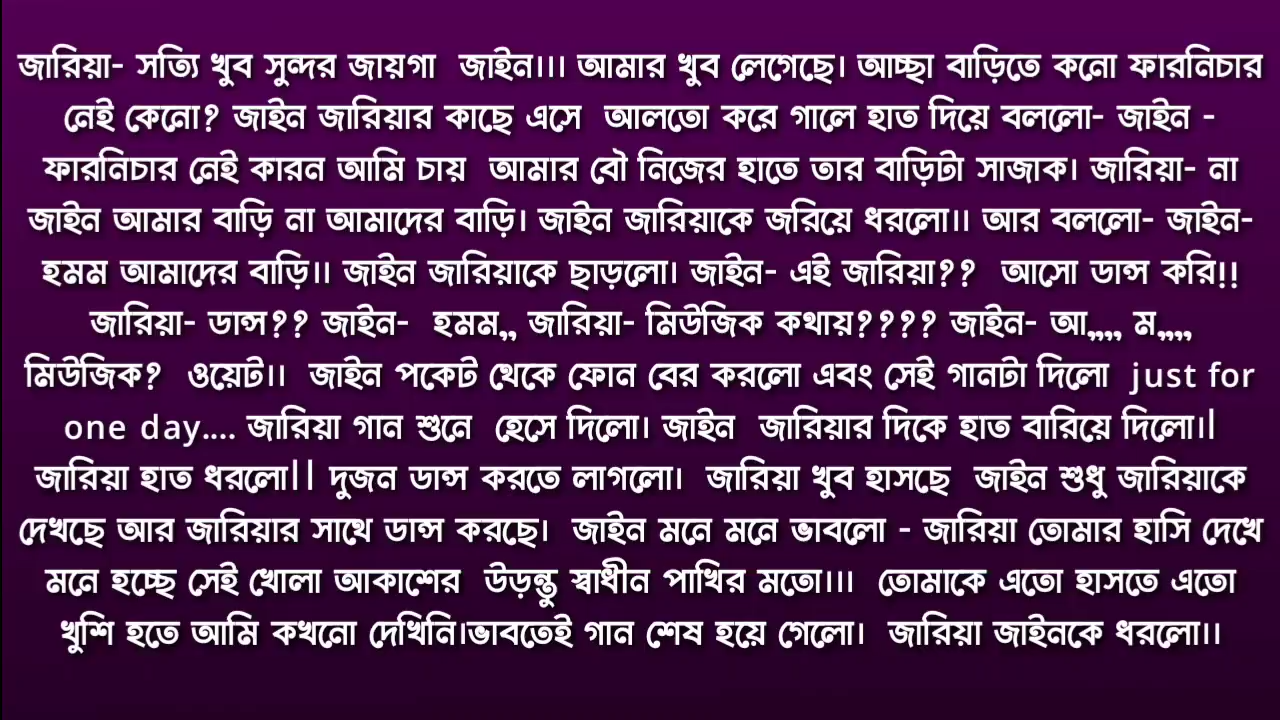 জারিয়া- সত্যি খুব সুন্দর জায়গা জাইন।।। আমার খুব লেগেছে। আচ্ছা বাড়িতে কনো ফারনিচার
নেই কেনো? জাইন জারিয়ার কাছে এসে আলতো করে গালে হাত দিয়ে বললো- জাইন -
ফারনিচার নেই কারন আমি চায় আমার বৌ নিজের হাতে তার বাড়িটা সাজাক। জারিয়া- না
জাইন আমার বাড়ি না আমাদের বাড়ি। জাইন জারিয়াকে জরিয়ে ধরলো।। আর বললো- জাইন-
হমম আমাদের বাড়ি।। জাইন জারিয়াকে ছাড়লো। জাইন- এই জারিয়া?? আসো ডান্স করি!!
জারিয়া- ডান্স?? জাইন- হমম,, জারিয়া- মিউজিক কথায়???? জাইন- আ,,,, ম,,,,
মিউজিক? ওয়েট।। জাইন পকেট থেকে ফোন বের করলো এবং সেই গানটা দিলো just for
one day.... জারিয়া গান শুনে হেসে দিলো। জাইন জারিয়ার দিকে হাত বারিয়ে দিলো।|
জারিয়া হাত ধরলো|| দুজন ডান্স করতে লাগলো। জারিয়া খুব হাসছে জাইন শুধু জারিয়াকে
দেখছে আর জারিয়ার সাথে ডান্স করছে। জাইন মনে মনে ভাবলো - জারিয়া তোমার হাসি দেখে
মনে হচ্ছে সেই খোলা আকাশের উড়ন্তু স্বাধীন পাখির মতো।।। তোমাকে এতো হাসতে এতো
খুশি হতে আমি কখনো দেখিনি।ভাবতেই গান শেষ হয়ে গেলো। জারিয়া জাইনকে ধরলো।।